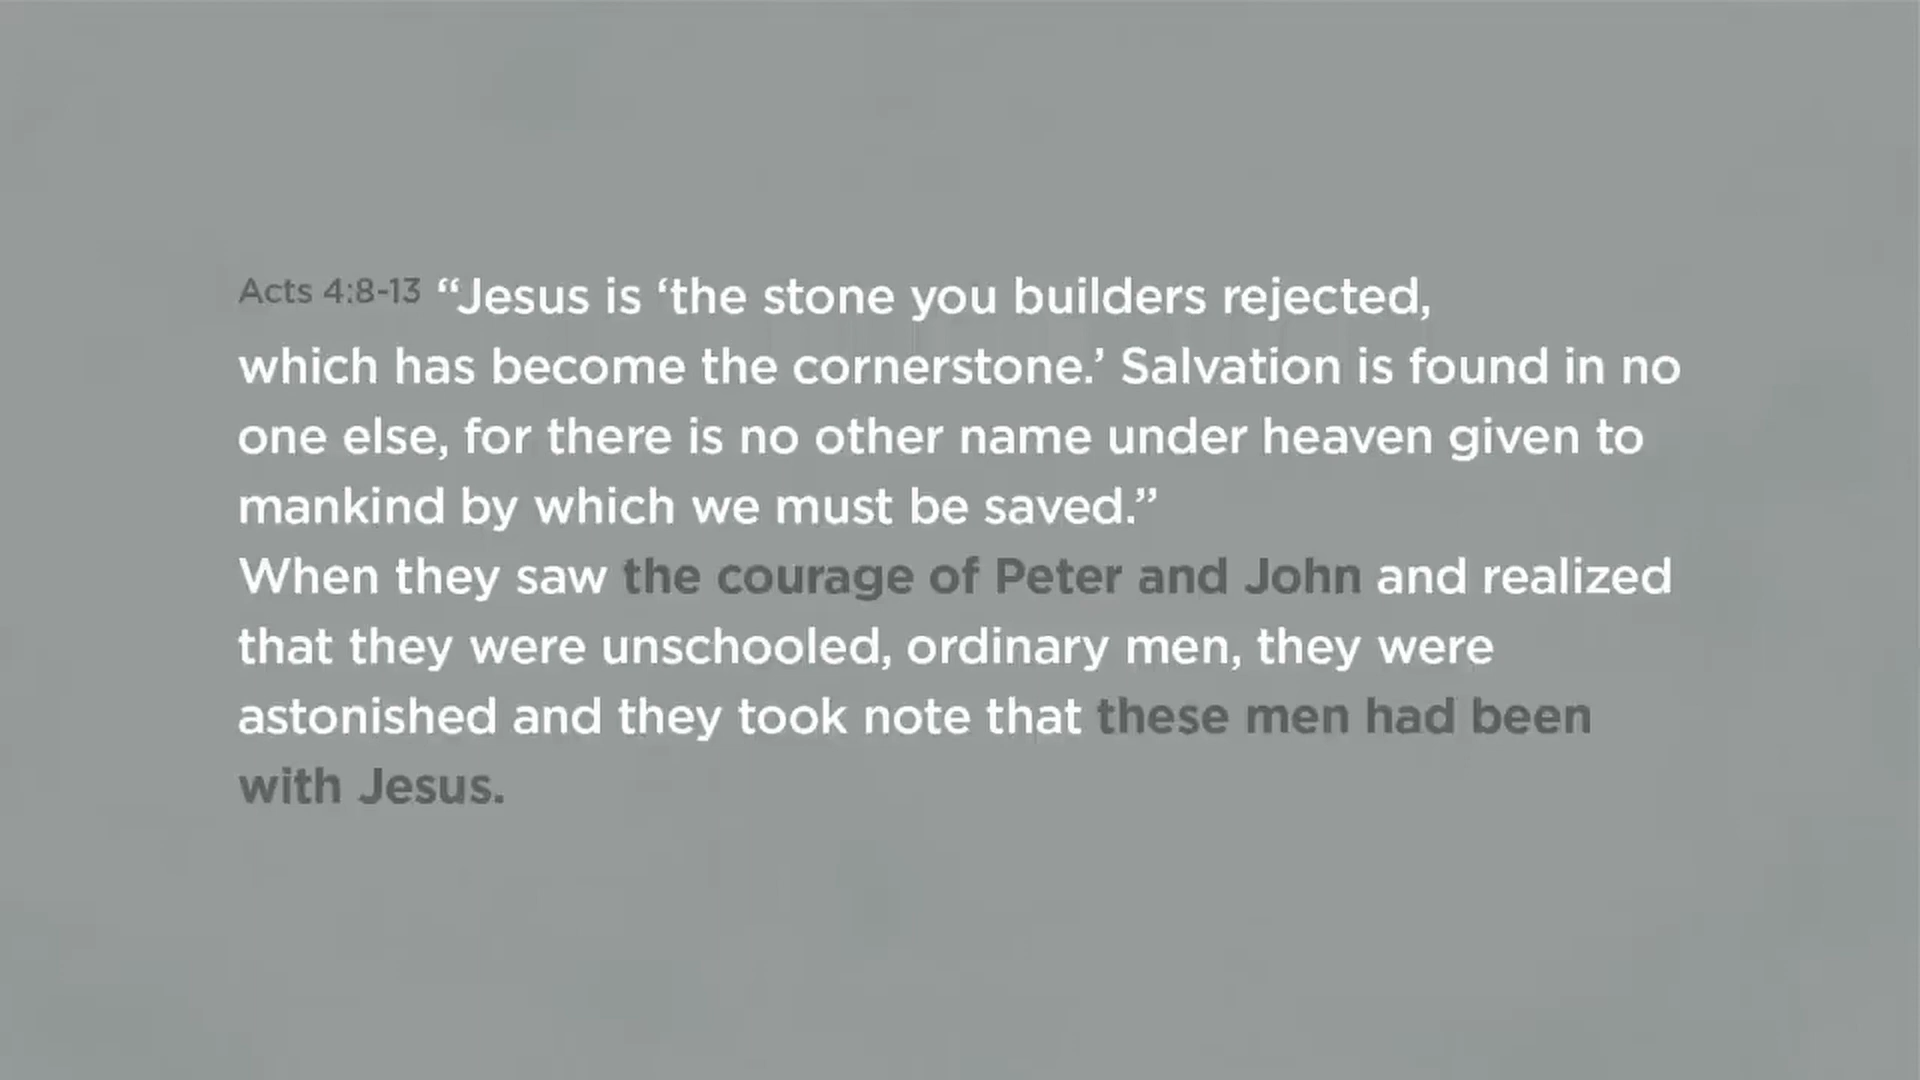 Acts 4:8-13 “Jesus is ‘the stone you builders rejected,
which has become the cornerstone.’ Salvation is found in no
one else, for there is no other name under heaven given to
mankind by which we must be saved.”
When they saw the courage of Peter and John and realized
that they were unschooled, ordinary men, they were
astonished and they took note that these men had been
with Jesus.